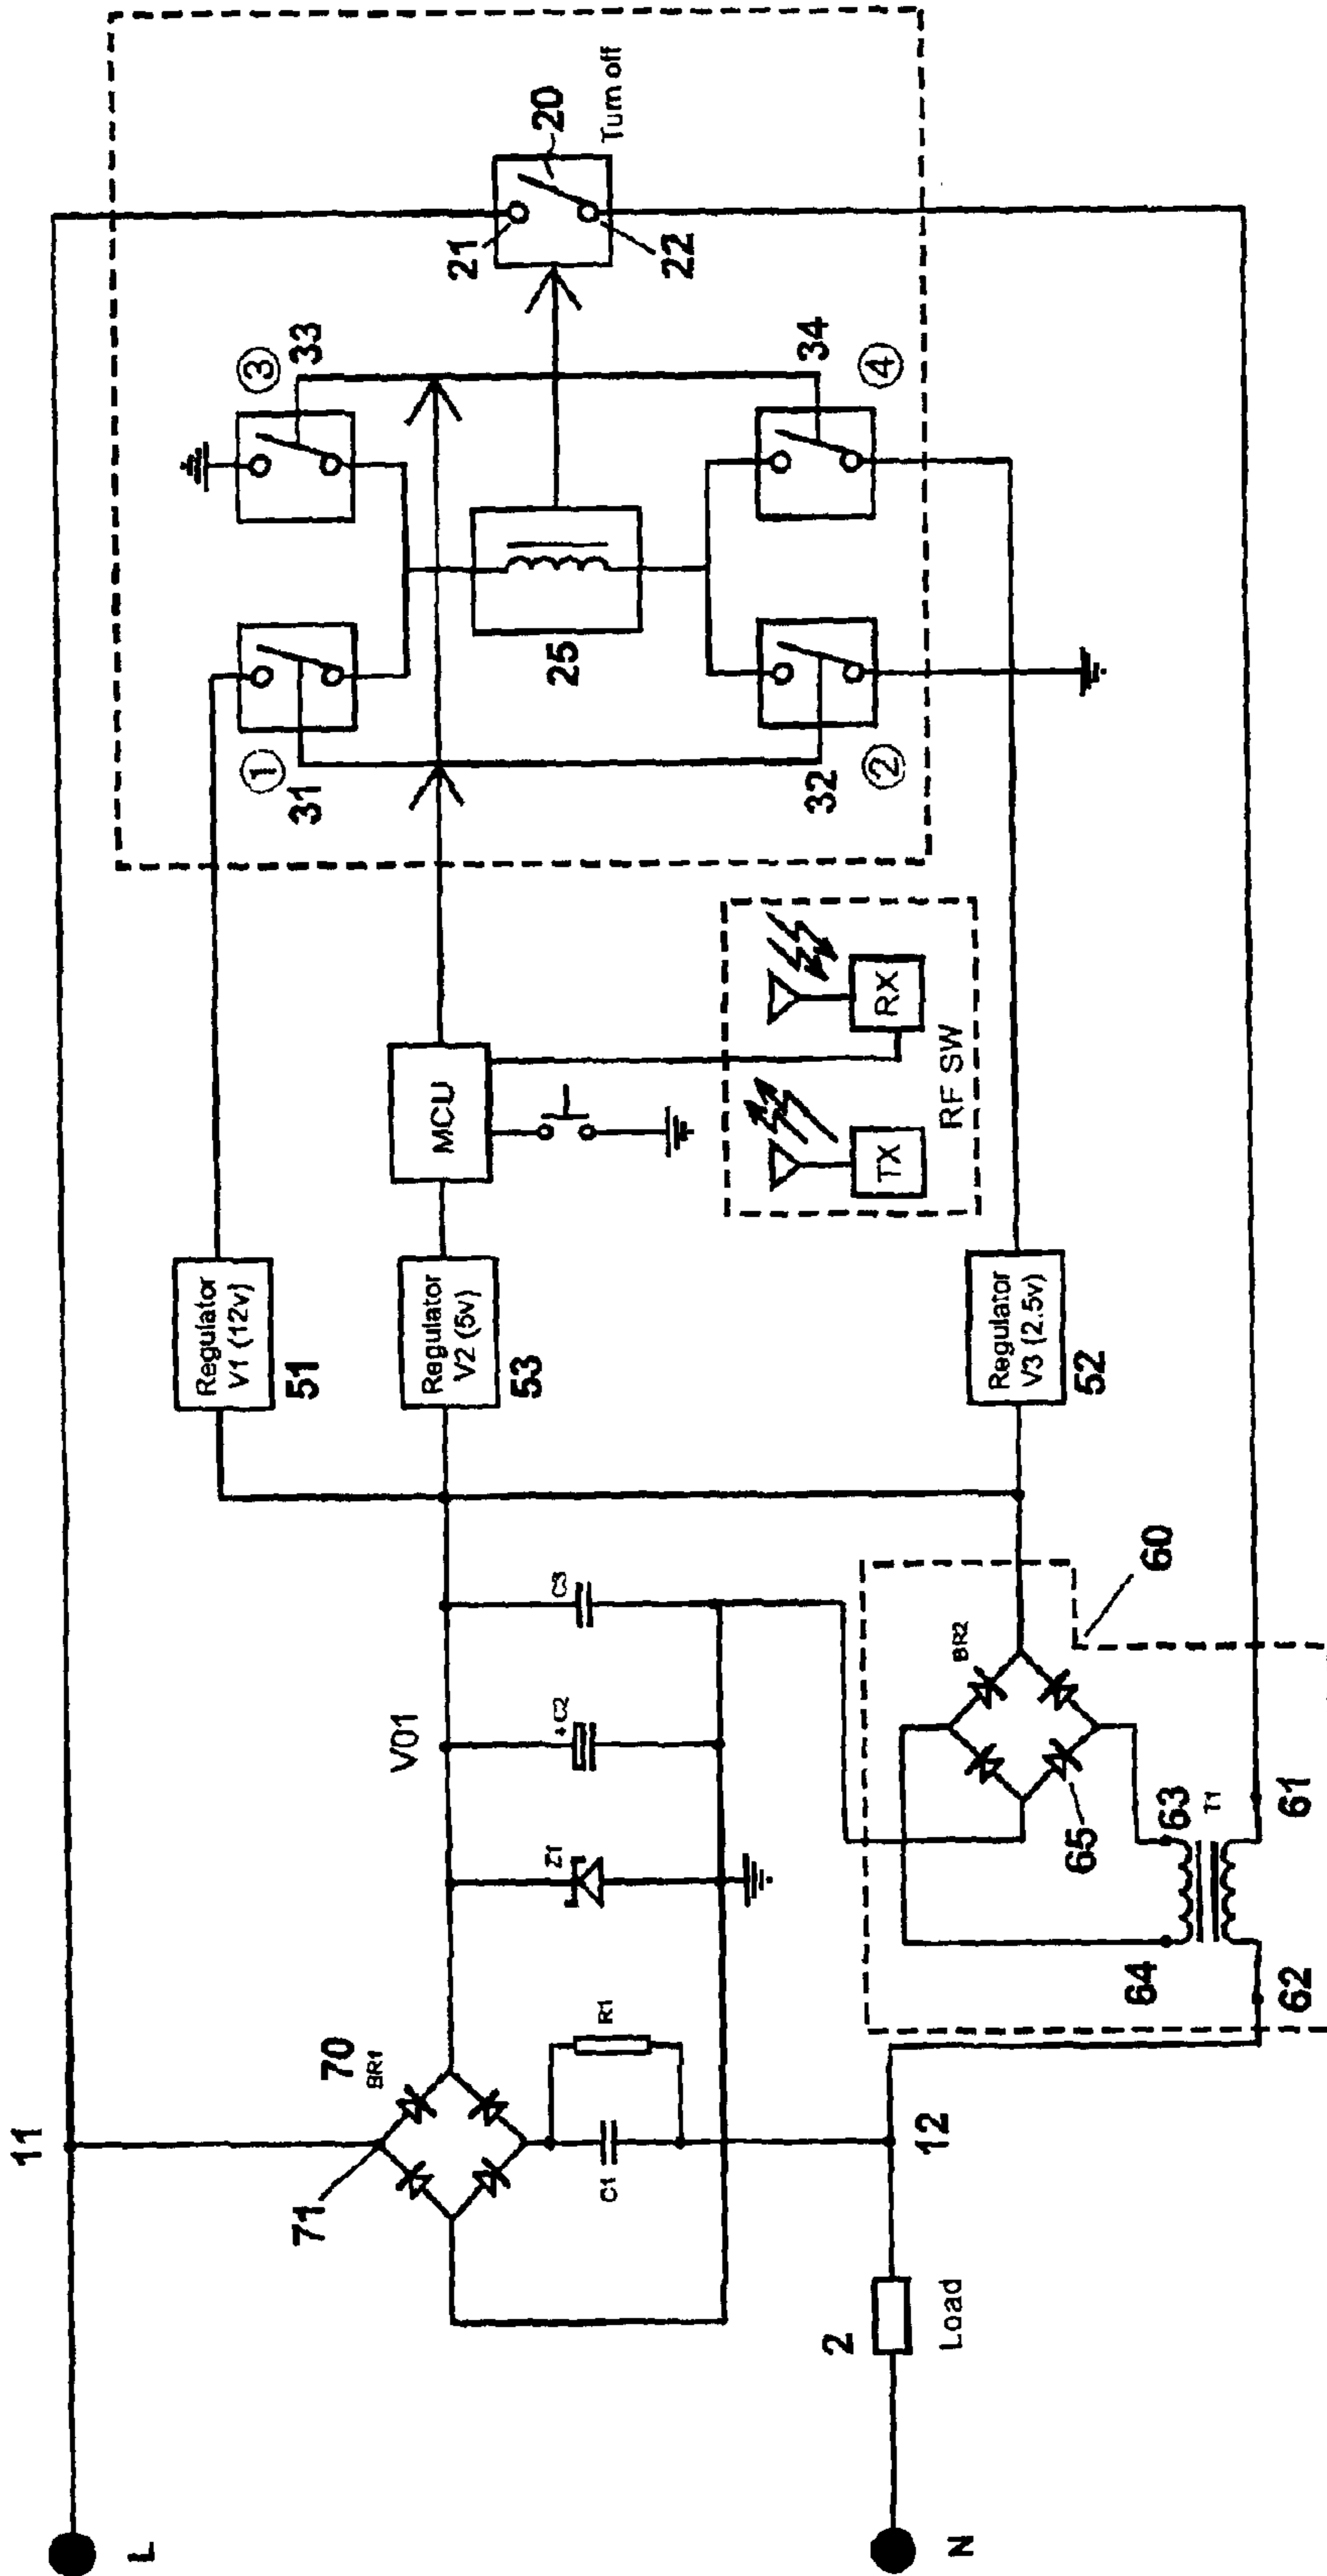 L
11
71
70
BR1
C1
R1
Z1
V01
+C2
C3
Regulator
V1 (12v)
51
Regulator
V2 (5v)
53
MCU
①
31
③
33
25
21
20
22
Turn off
32
②
34
④
TX
RX
RF SW
Regulator
V3 (2.5v)
52
60
BR2
65
63
T1
64
61
62
12
2
Load
N